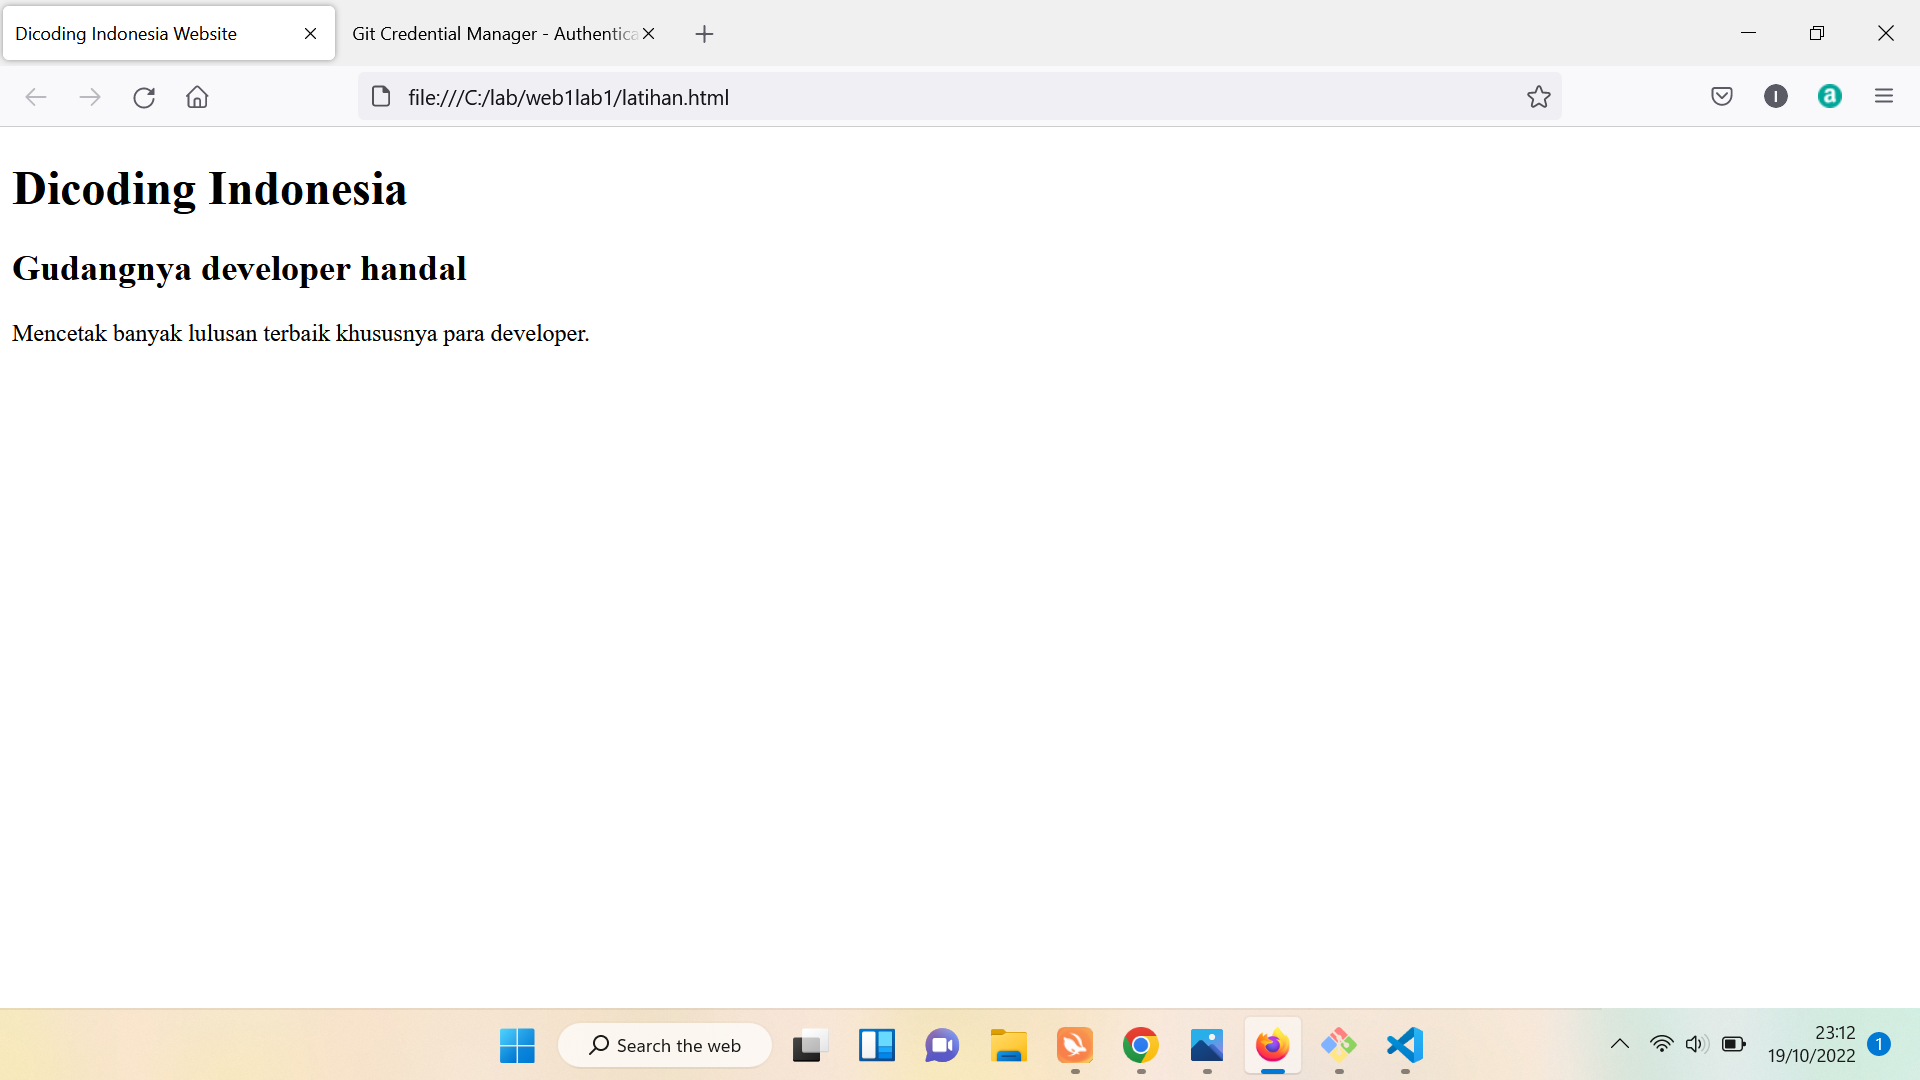 Dicoding Indonesia Website
Git Credential Manager - Authentica
file:///C:/lab/web1lab1/latihan.html
I
a
Dicoding Indonesia
Gudangnya developer handal
Mencetak banyak lulusan terbaik khususnya para developer.
Search the web
23:12
19/10/2022
1